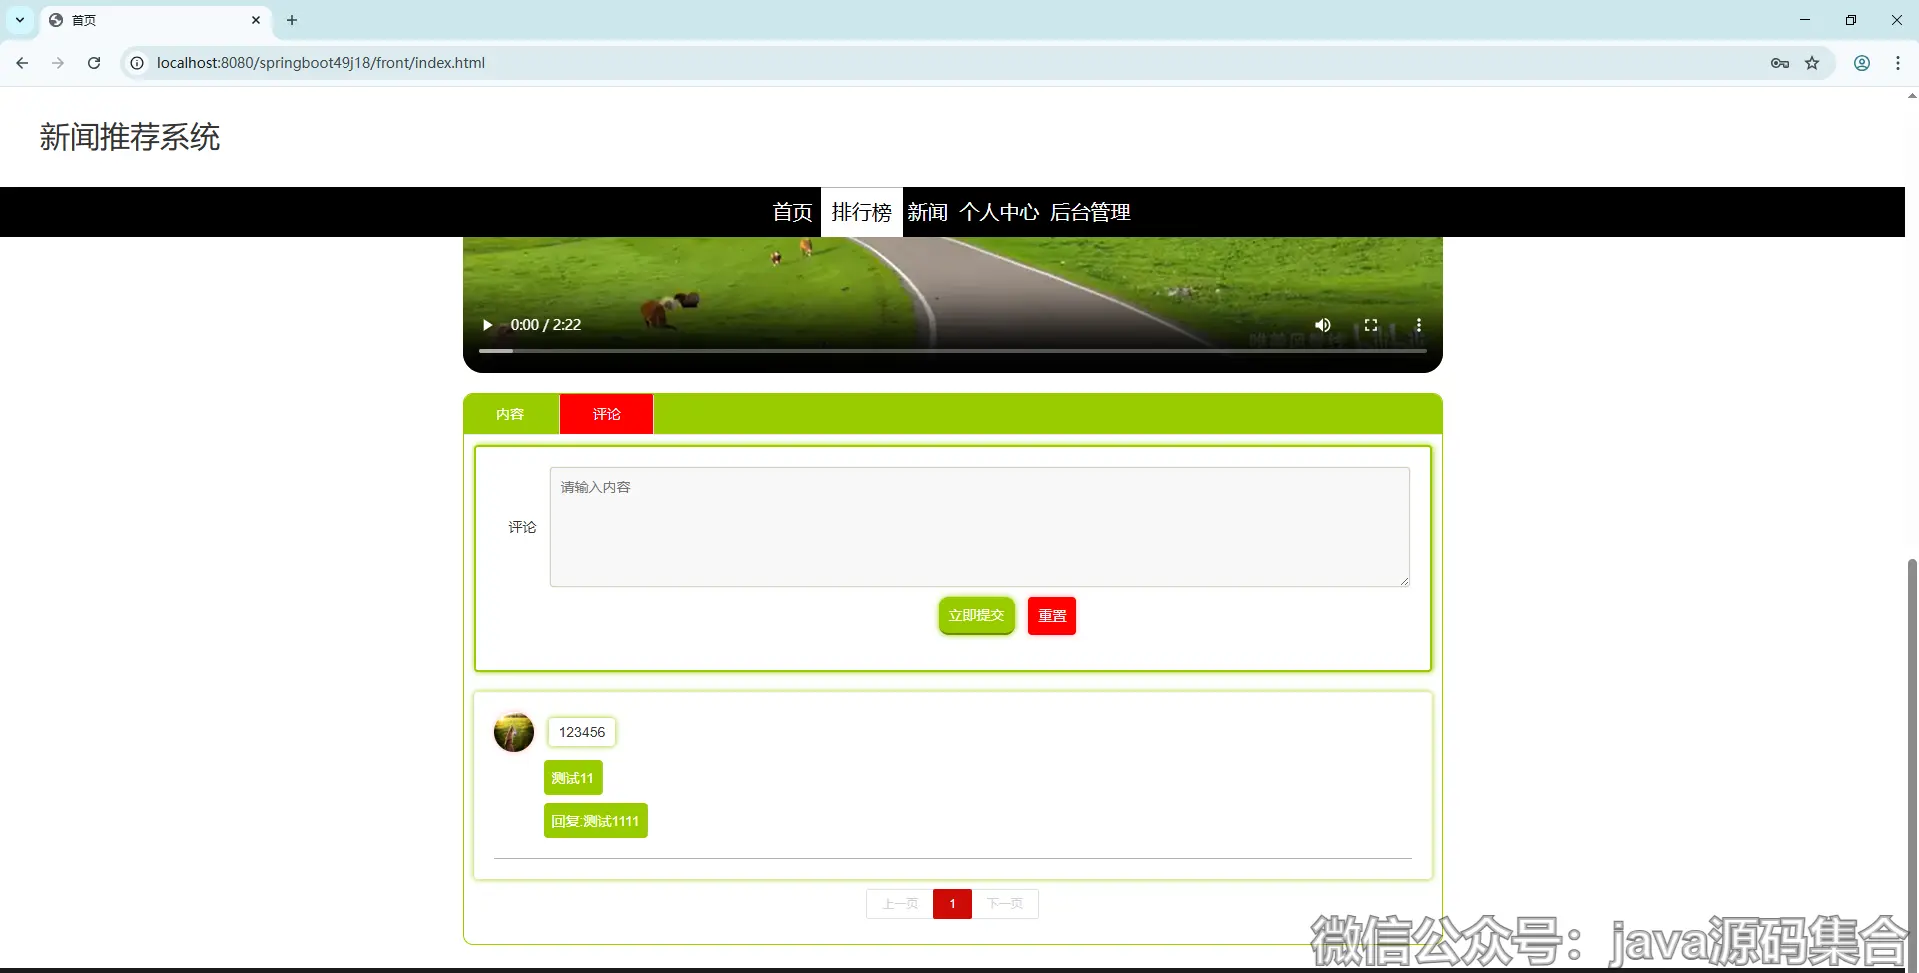 首页
localhost:8080/springboot49j18/front/index.html
新闻推荐系统
首页 排行榜 新闻 个人中心 后台管理
0:00 / 2:22
内容 评论
请输入内容
评论
立即提交 重置
123456
测试11
回复:测试1111
上一页 1 下一页
微信公众号：java源码集合